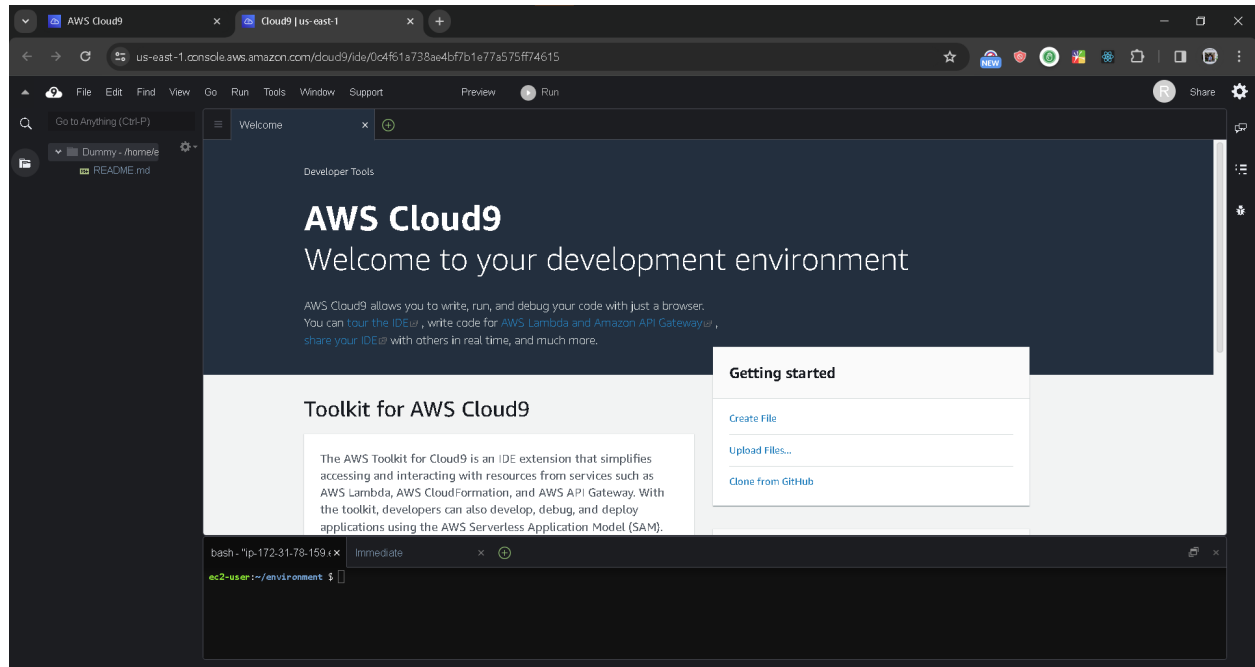 AWS Cloud9
Cloud9 | us-east-1
us-east-1.console.aws.amazon.com/cloud9/ide/0c4f61a738ae4bf7b1e77a575ff74615
NEW
File Edit Find View Go Run Tools Window Support Preview Run
R Share
Go to Anything (Ctrl-P)
Welcome
Dummy - /home/e
README.md
Developer Tools
AWS Cloud9
Welcome to your development environment
AWS Cloud9 allows you to write, run, and debug your code with just a browser.
You can tour the IDE, write code for AWS Lambda and Amazon API Gateway,
share your IDE with others in real time, and much more.
Getting started
Create File
Upload Files...
Clone from GitHub
Toolkit for AWS Cloud9
The AWS Toolkit for Cloud9 is an IDE extension that simplifies
accessing and interacting with resources from services such as
AWS Lambda, AWS CloudFormation, and AWS API Gateway. With
the toolkit, developers can also develop, debug, and deploy
applications using the AWS Serverless Application Model (SAM).
bash - "ip-172-31-78-159.e
Immediate
ec2-user:~/environment $